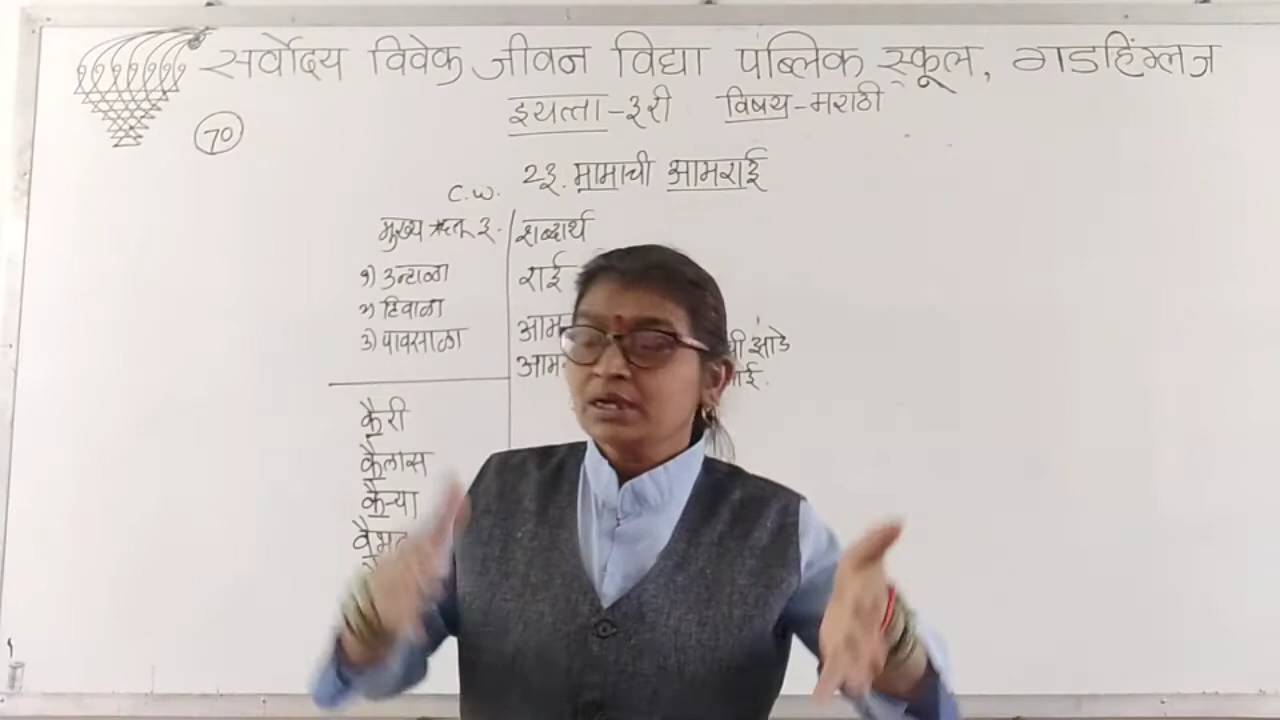 सर्वोदय विवेक जीवन विद्या पब्लिक स्कूल, गडहिंग्लज
इयत्ता-३री विषय-मराठी
70
२३. मामाची आमराई
C.W.
मुख्य ऋतू ३.
१) उन्हाळा
२) हिवाळा
३) पावसाळा
कैरी
कैलास
कैऱ्या
शब्दार्थ
राई